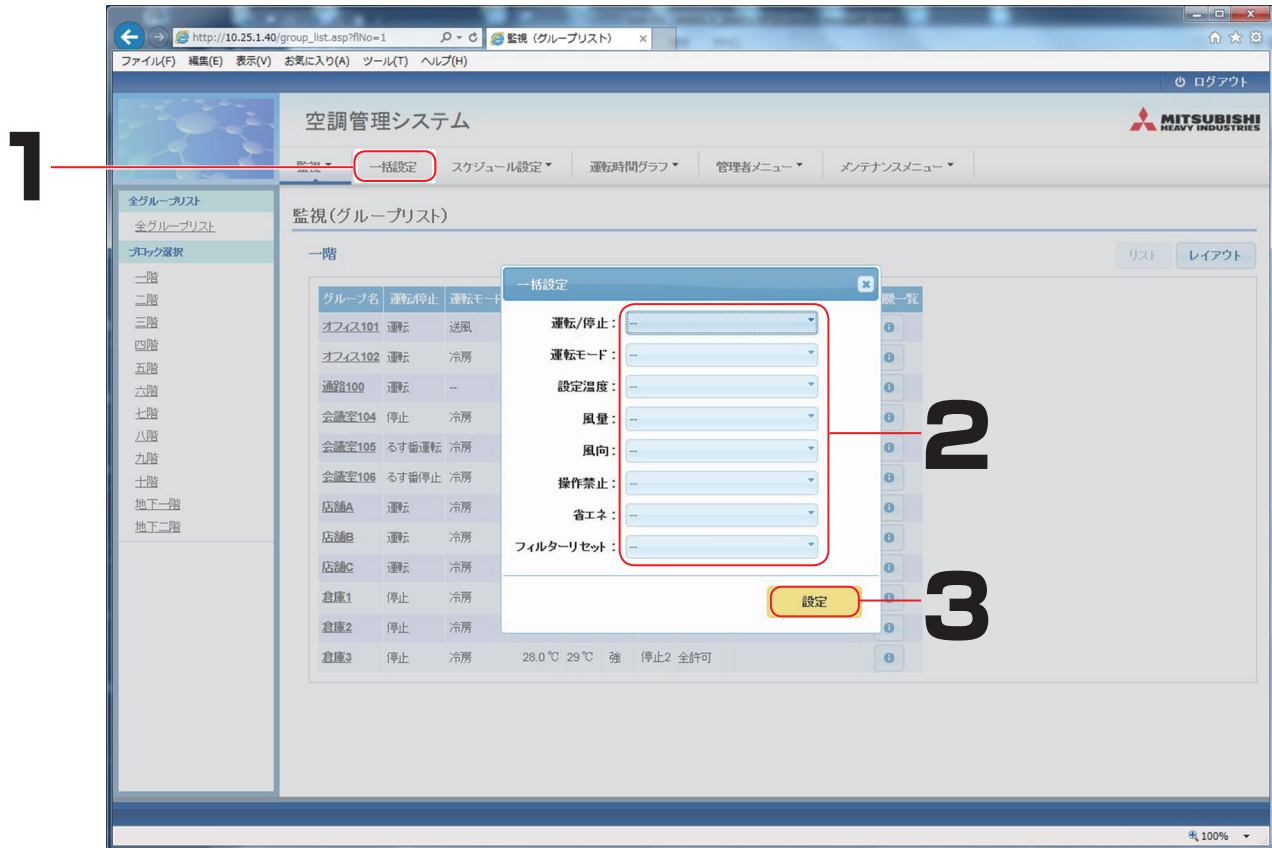 http://10.25.1.40/group_list.asp?flNo=1
監視（グループリスト）
ファイル(F) 編集(E) 表示(V) お気に入り(A) ツール(T) ヘルプ(H)
ログアウト
空調管理システム
MITSUBISHI
HEAVY INDUSTRIES
1
監視 一括設定 スケジュール設定 運転時間グラフ 管理者メニュー メンテナンスメニュー
全グループリスト
全グループリスト
ブロック選択
一階
二階
三階
四階
五階
六階
七階
八階
九階
十階
地下一階
地下二階
監視(グループリスト)
一階
リスト レイアウト
グループ名 運転/停止 運転モード 一覧
オフィス101 運転 送風
オフィス102 運転 冷房
通路100 運転 --
会議室104 停止 冷房
会議室105 るす番運転 冷房
会議室106 るす番停止 冷房
店舗A 運転 冷房
店舗B 運転 冷房
店舗C 運転 冷房
倉庫1 停止 冷房
倉庫2 停止 冷房
倉庫3 停止 冷房 28.0℃ 29℃ 強 停止2 全許可
一括設定
運転/停止： --
運転モード： --
設定温度： --
風量： --
風向： --
操作禁止： --
省エネ： --
フィルターリセット： --
2
設定
3
100%